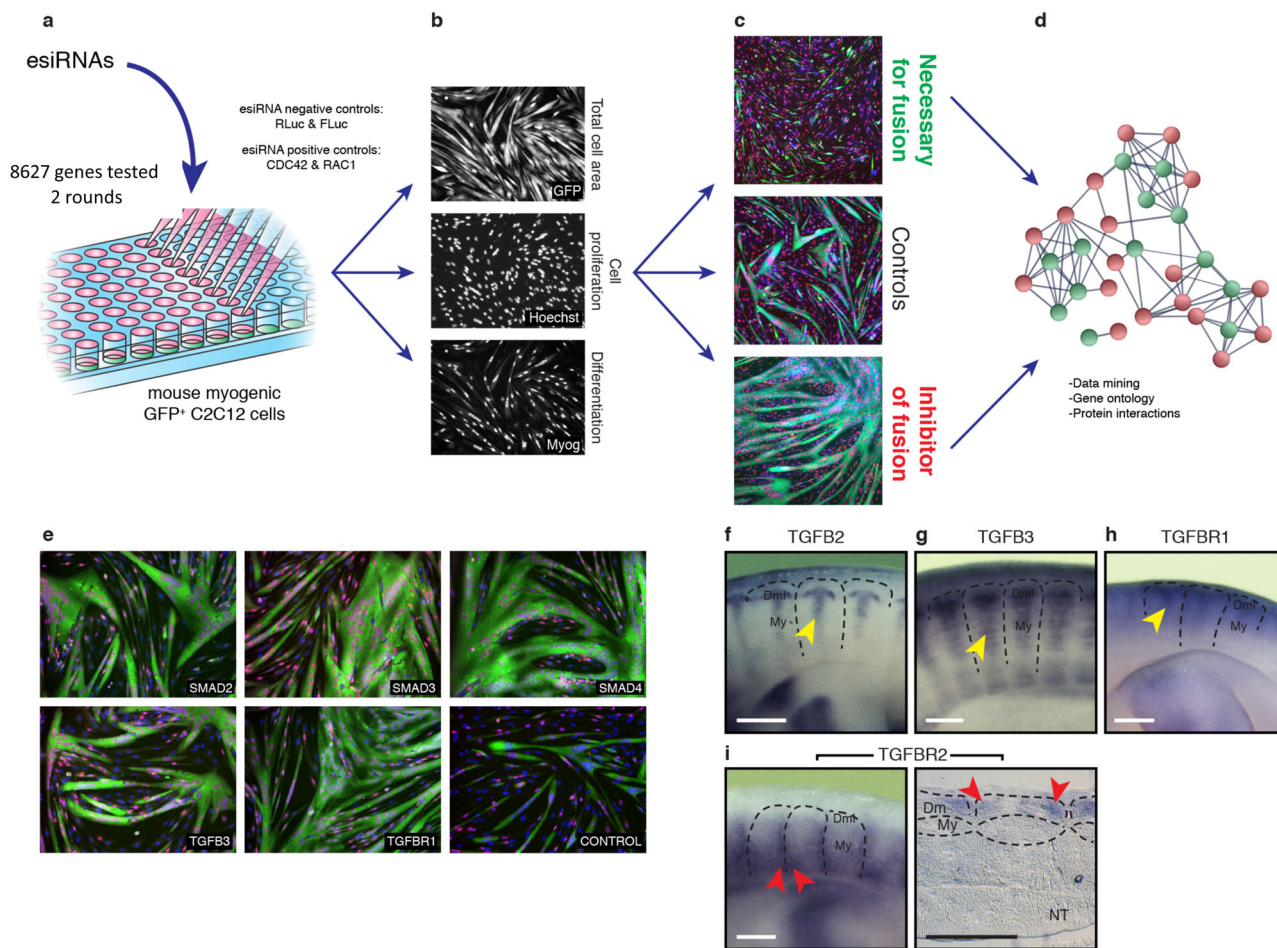 a
esiRNAs
8627 genes tested
2 rounds
esiRNA negative controls:
RLuc & FLuc
esiRNA positive controls:
CDC42 & RAC1
mouse myogenic
GFP⁺ C2C12 cells
b
Total cell area
GFP
Cell
proliferation
Hoechst
Differentiation
Myog
c
Necessary
for fusion
Controls
Inhibitor
of fusion
d
-Data mining
-Gene ontology
-Protein interactions
e
SMAD2
SMAD3
SMAD4
TGFB3
TGFBR1
CONTROL
f
TGFB2
Dml
My
g
TGFB3
Dml
My
h
TGFBR1
Dml
My
i
TGFBR2
Dml
My
Dm
My
NT